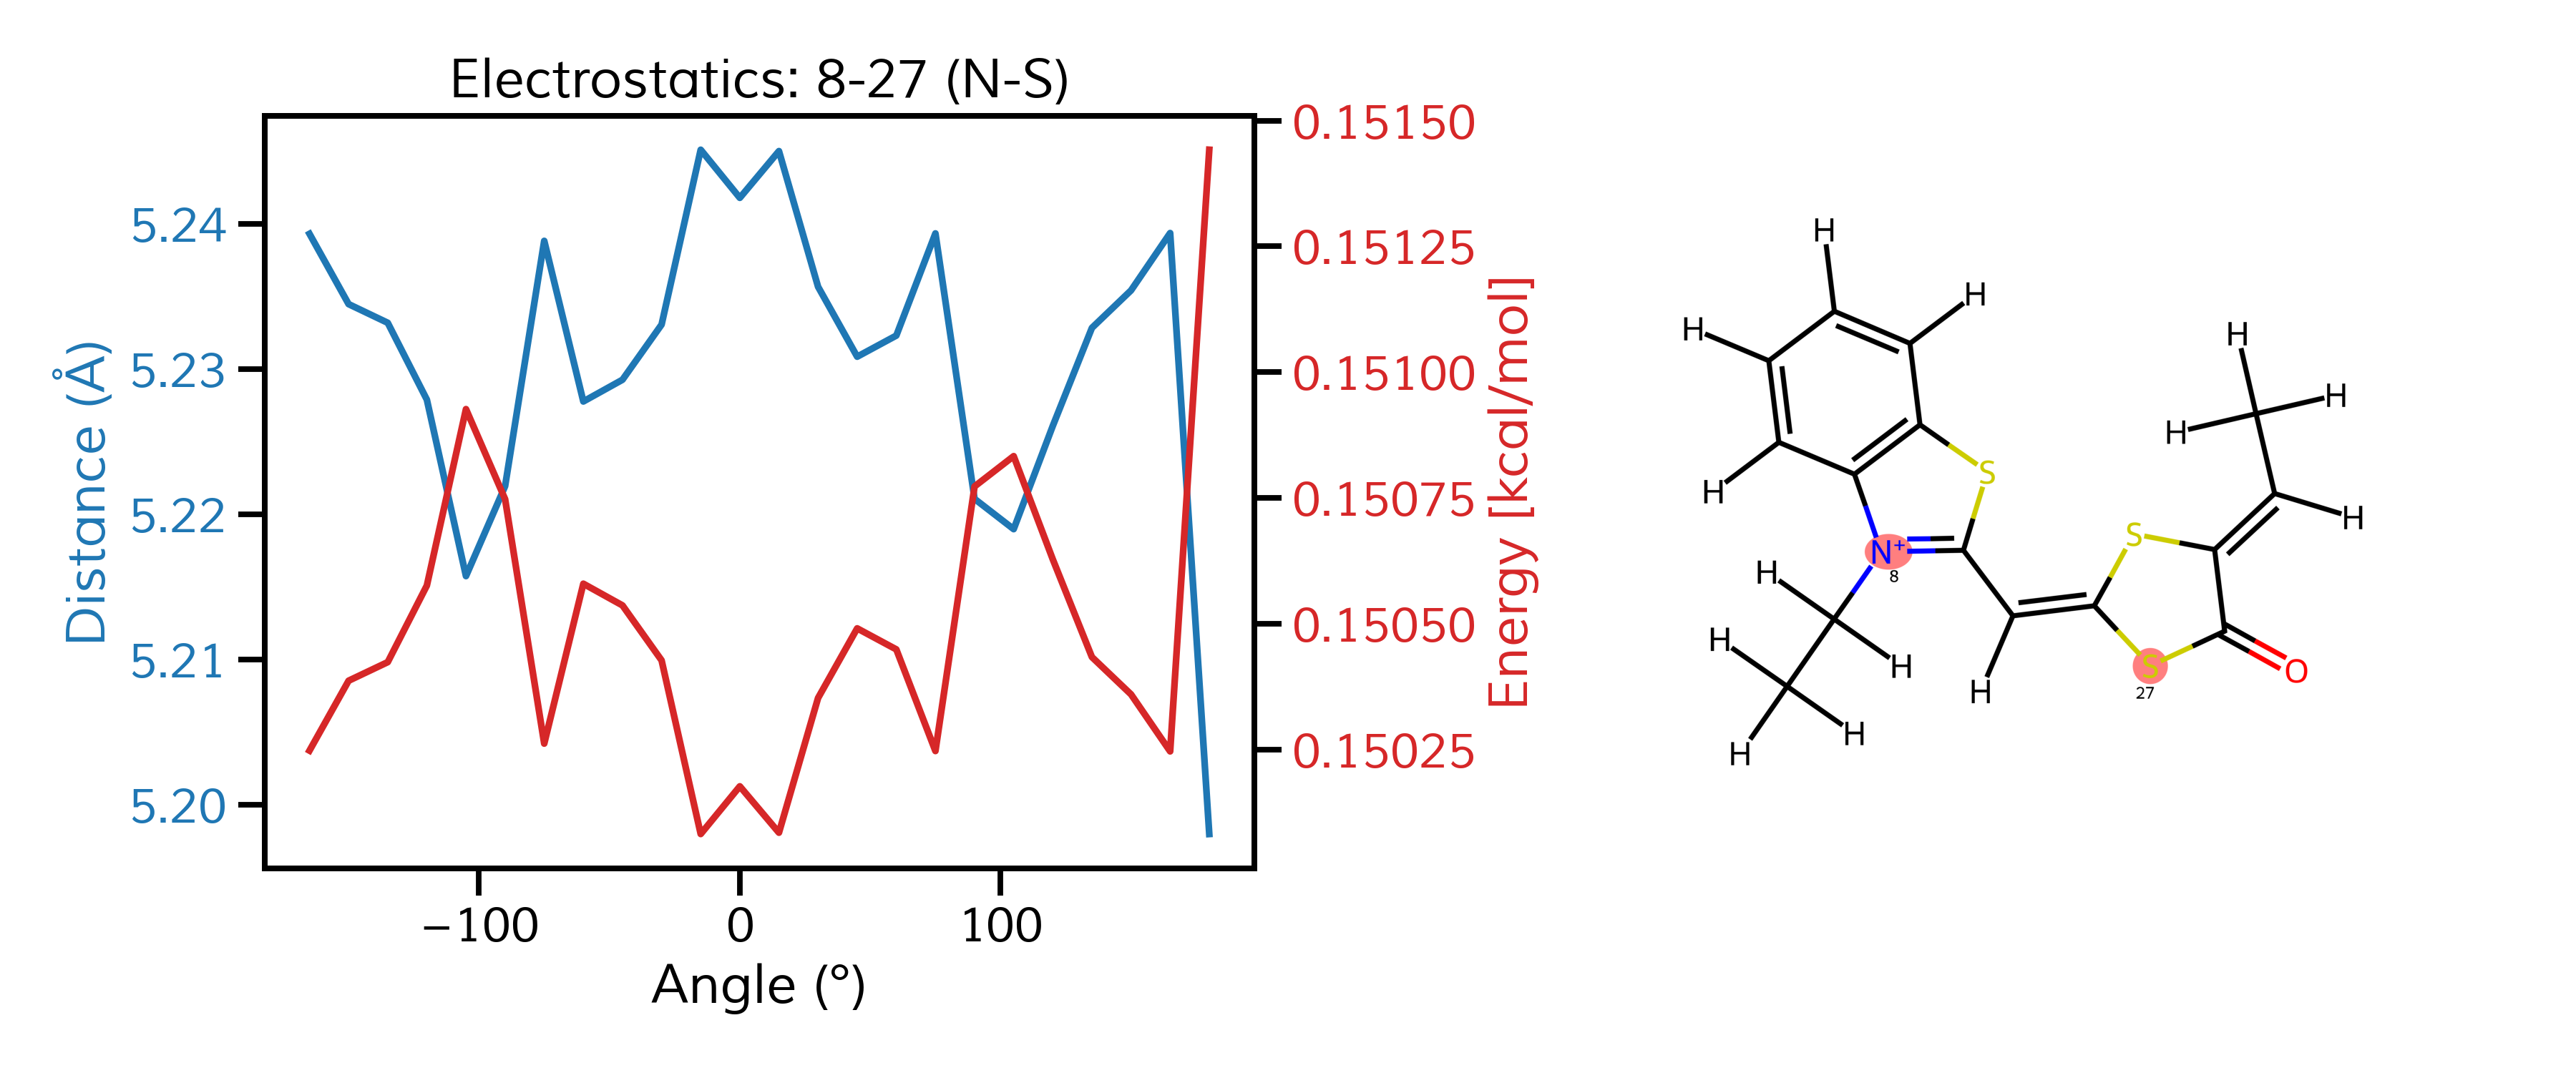 Electrostatics: 8-27 (N-S)
Distance (Å)
5.24
5.23
5.22
5.21
5.20
−100
0
100
Angle (°)
0.15150
0.15125
0.15100
0.15075
0.15050
0.15025
Energy [kcal/mol]
H
H
H
H
H
H
H
S
H
S
H
N+
8
H
H
H
S
27
O
H
H
H